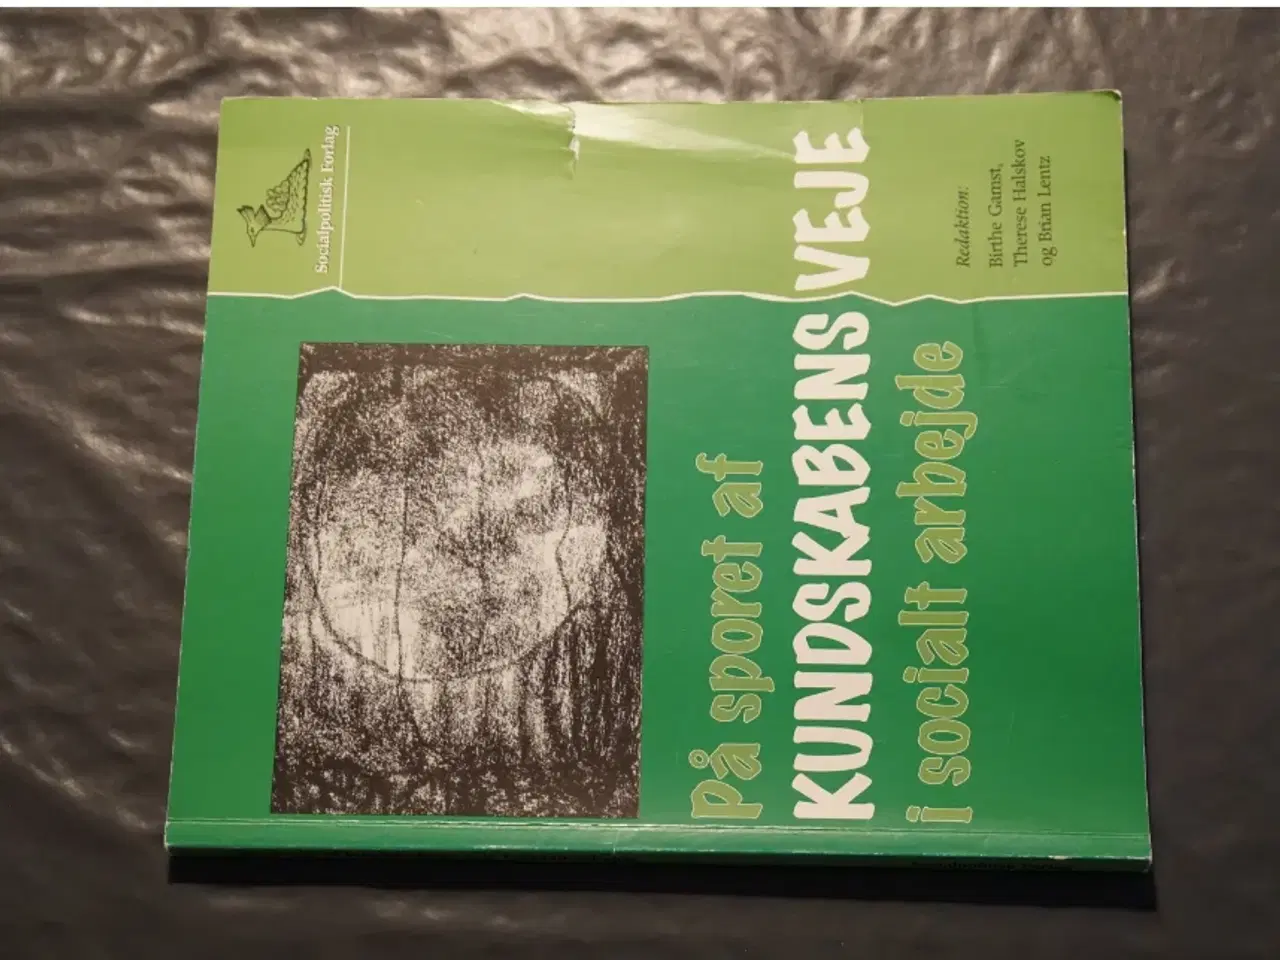 Socialpolitisk Forlag
På sporet af
KUNDSKABENS VEJE
i socialt arbejde
Redaktion:
Birthe Gamst,
Therese Halskov
og Brian Lentz